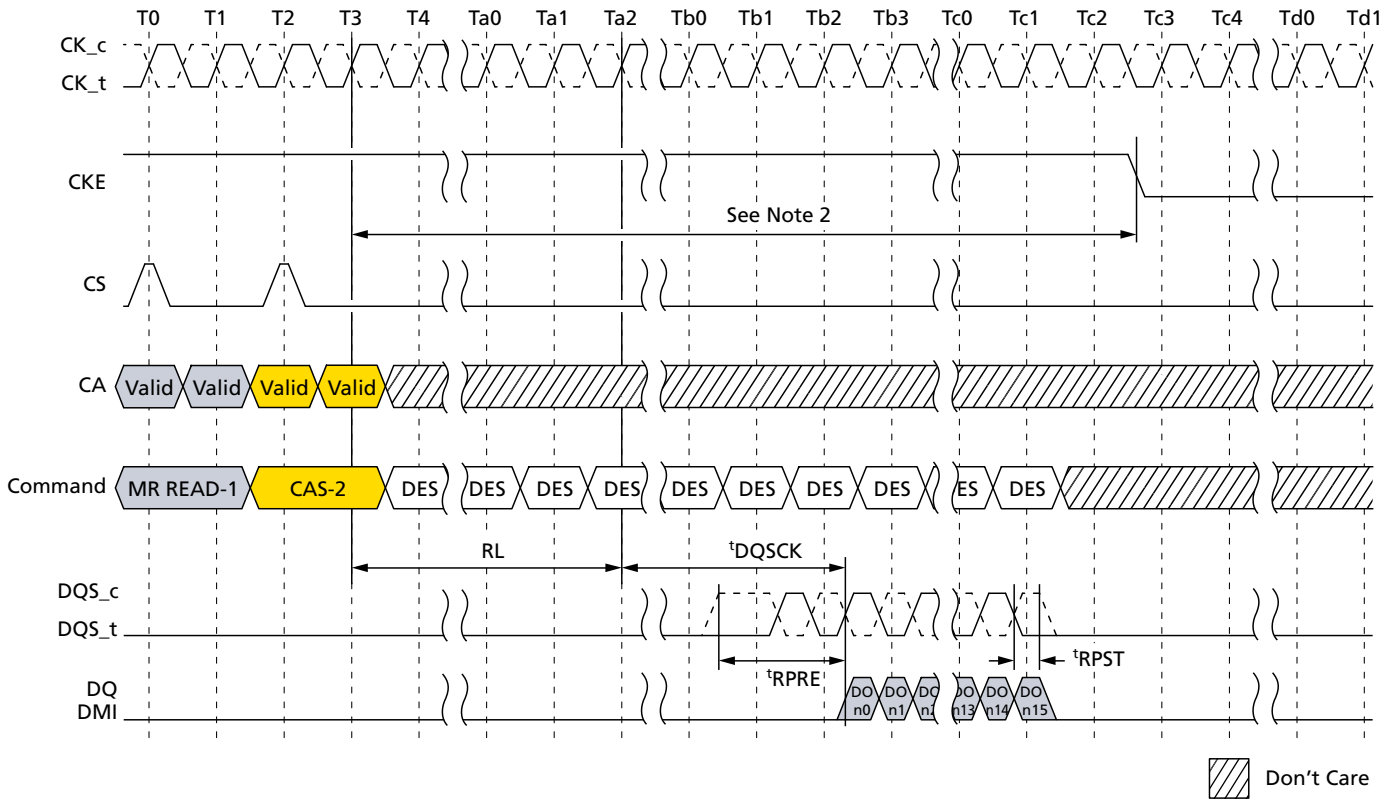 T0 T1 T2 T3 T4 Ta0 Ta1 Ta2 Tb0 Tb1 Tb2 Tb3 Tc0 Tc1 Tc2 Tc3 Tc4 Td0 Td1
CK_c
CK_t
CKE
See Note 2
CS
CA Valid Valid Valid Valid
Command MR READ-1 CAS-2 DES DES DES DES DES DES DES DES ES DES
RL tDQSCK
DQS_c
DQS_t
tRPRE tRPST
DQ DO DO DO DO DO DO
DMI n0 n1 n2 n13 n14 n15
Don't Care